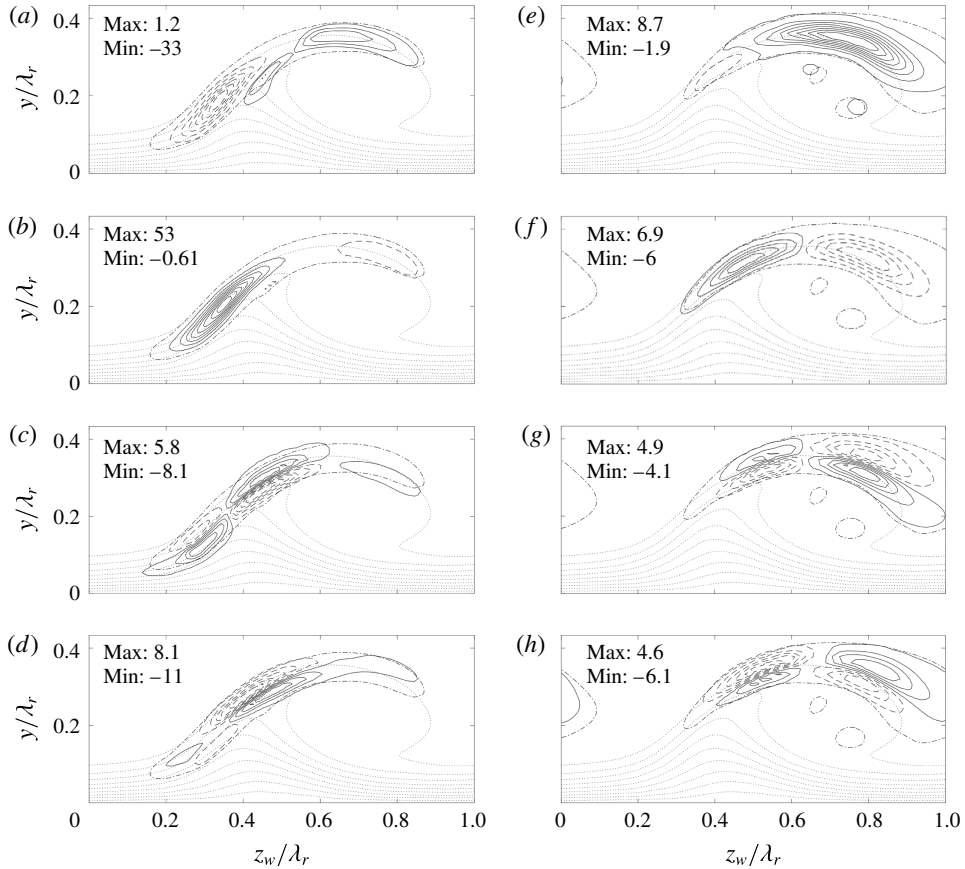 (a)
Max: 1.2
Min: –33
0.4
y/λr
0.2
0
(e)
Max: 8.7
Min: –1.9
(b)
Max: 53
Min: –0.61
0.4
y/λr
0.2
0
(f)
Max: 6.9
Min: –6
(c)
Max: 5.8
Min: –8.1
0.4
y/λr
0.2
0
(g)
Max: 4.9
Min: –4.1
(d)
Max: 8.1
Min: –11
0.4
y/λr
0.2
0 0.2 0.4 0.6 0.8 1.0
zw/λr
(h)
Max: 4.6
Min: –6.1
0 0.2 0.4 0.6 0.8 1.0
zw/λr